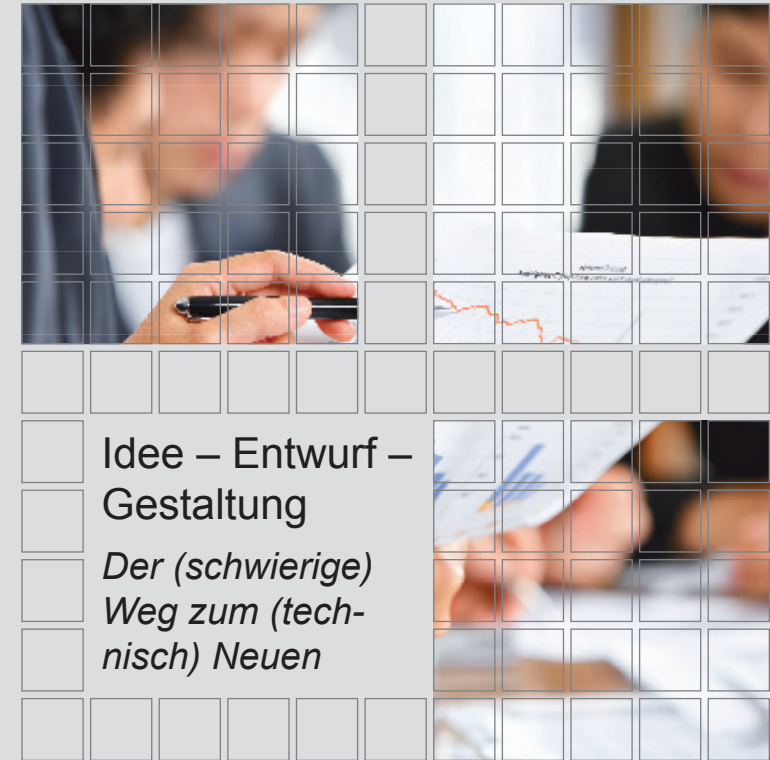 Idee – Entwurf –
Gestaltung
Der (schwierige)
Weg zum (tech-
nisch) Neuen